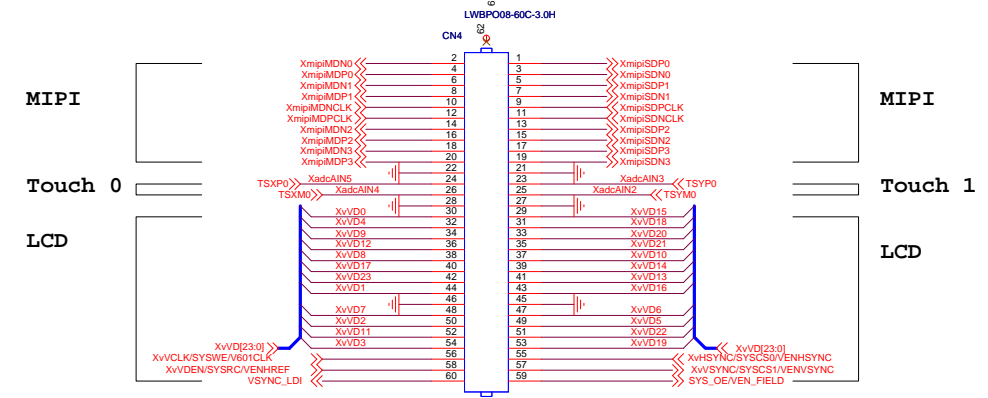 LWBPO08-60C-3.0H
62
CN4
XmipiMDN0 2 1 XmipiSDP0
XmipiMDP0 4 3 XmipiSDN0
XmipiMDN1 6 5 XmipiSDP1
MIPI XmipiMDP1 8 7 XmipiSDN1 MIPI
XmipiMDNCLK 10 9 XmipiSDPCLK
XmipiMDPCLK 12 11 XmipiSDNCLK
XmipiMDN2 14 13 XmipiSDP2
XmipiMDP2 16 15 XmipiSDN2
XmipiMDN3 18 17 XmipiSDP3
XmipiMDP3 20 19 XmipiSDN3
22 21
Touch 0 TSXP0 XadcAIN5 24 23 XadcAIN3 TSYP0 Touch 1
TSXM0 XadcAIN4 26 25 XadcAIN2 TSYM0
28 27
XvVD0 30 29 XvVD15
XvVD4 32 31 XvVD18
LCD XvVD9 34 33 XvVD20
XvVD12 36 35 XvVD21 LCD
XvVD8 38 37 XvVD10
XvVD17 40 39 XvVD14
XvVD23 42 41 XvVD13
XvVD1 44 43 XvVD16
46 45
XvVD7 48 47 XvVD6
XvVD2 50 49 XvVD5
XvVD11 52 51 XvVD22
XvVD[23:0] XvVD3 54 53 XvVD19 XvVD[23:0]
XvVCLK/SYSWE/V601CLK 56 55 XvHSYNC/SYSCS0/VENHSYNC
XvVDEN/SYSRC/VENHREF 58 57 XvVSYNC/SYSCS1/VENVSYNC
VSYNC_LDI 60 59 SYS_OE/VEN_FIELD